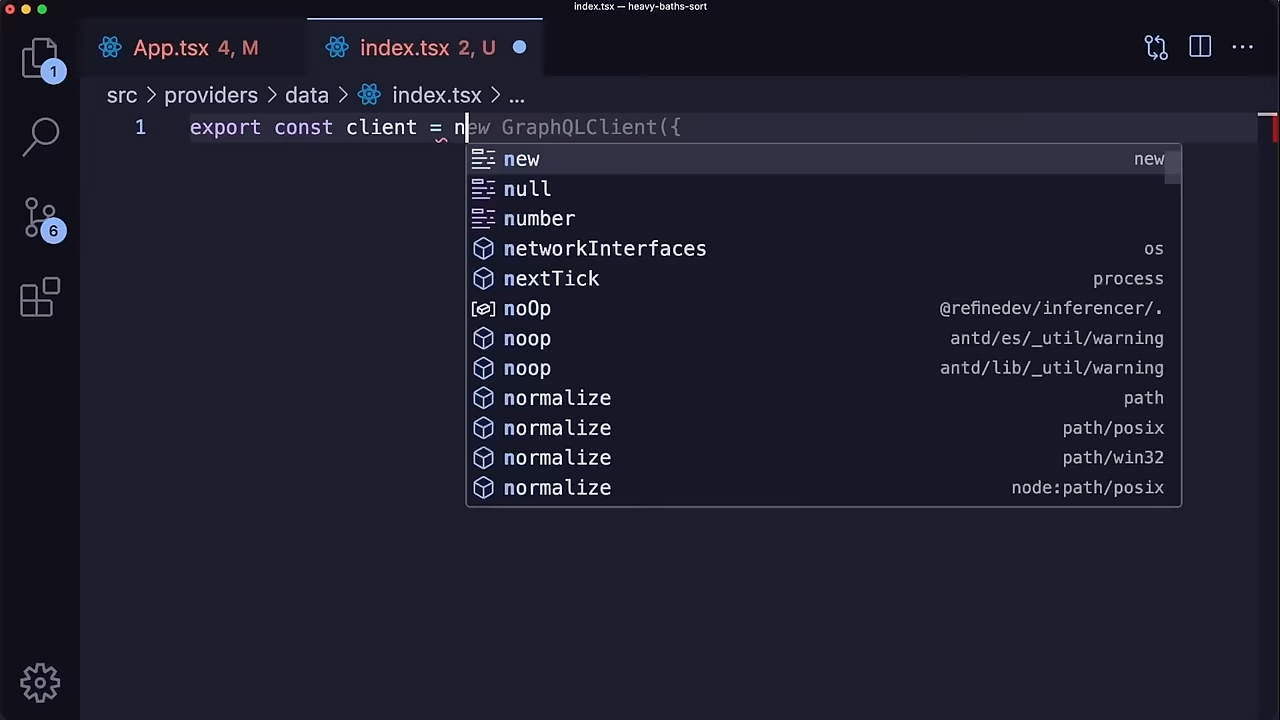 index.tsx — heavy-baths-sort
App.tsx 4, M
index.tsx 2, U
1
src > providers > data > index.tsx > ...
1 export const client = new GraphQLClient({
new new
null
number
networkInterfaces os
nextTick process
noOp @refinedev/inferencer/.
noop antd/es/_util/warning
noop antd/lib/_util/warning
normalize path
normalize path/posix
normalize path/win32
normalize node:path/posix
6